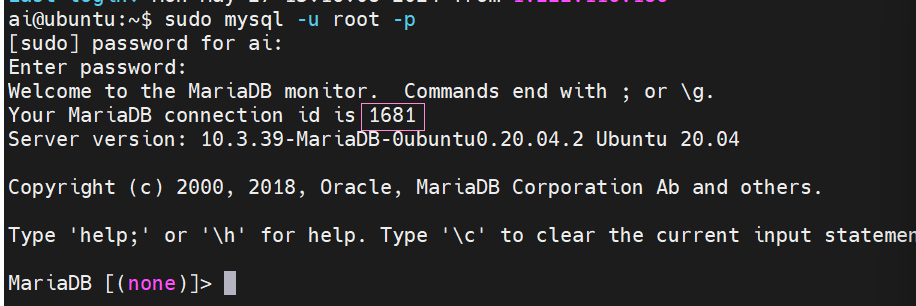 ai@ubuntu:~$ sudo mysql -u root -p
[sudo] password for ai:
Enter password:
Welcome to the MariaDB monitor.  Commands end with ; or \g.
Your MariaDB connection id is 1681
Server version: 10.3.39-MariaDB-0ubuntu0.20.04.2 Ubuntu 20.04
Copyright (c) 2000, 2018, Oracle, MariaDB Corporation Ab and others.
Type 'help;' or '\h' for help. Type '\c' to clear the current input statemen
MariaDB [(none)]>